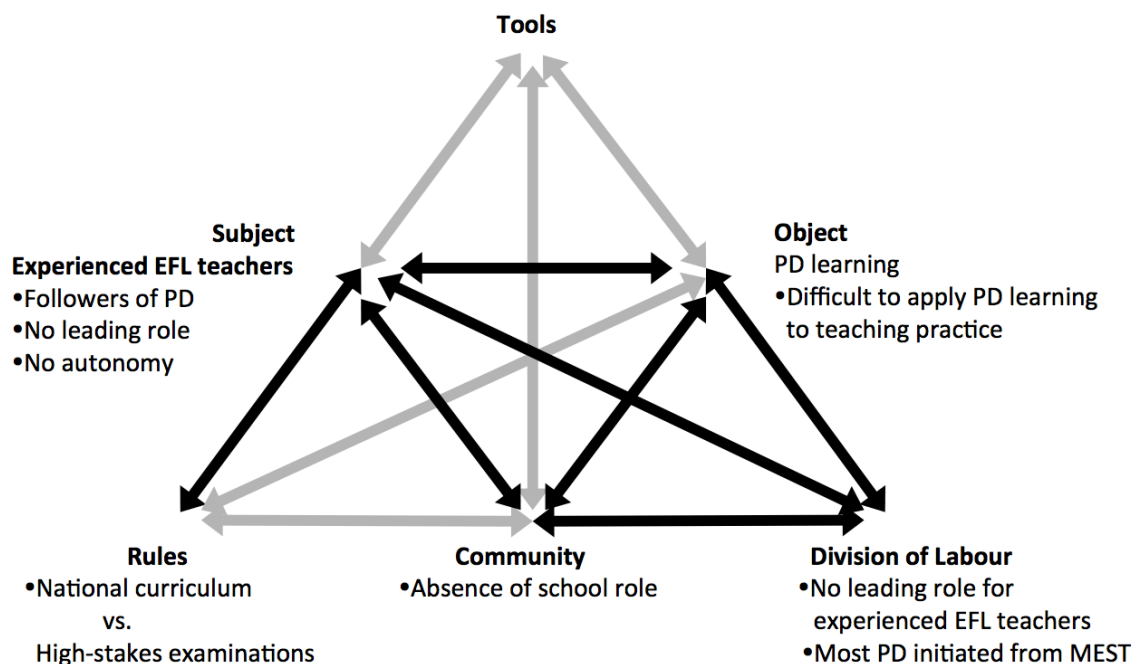 Tools
Subject
Experienced EFL teachers
•Followers of PD
•No leading role
•No autonomy
Object
PD learning
•Difficult to apply PD learning
to teaching practice
Rules
•National curriculum
vs.
High-stakes examinations
Community
•Absence of school role
Division of Labour
•No leading role for
experienced EFL teachers
•Most PD initiated from MEST